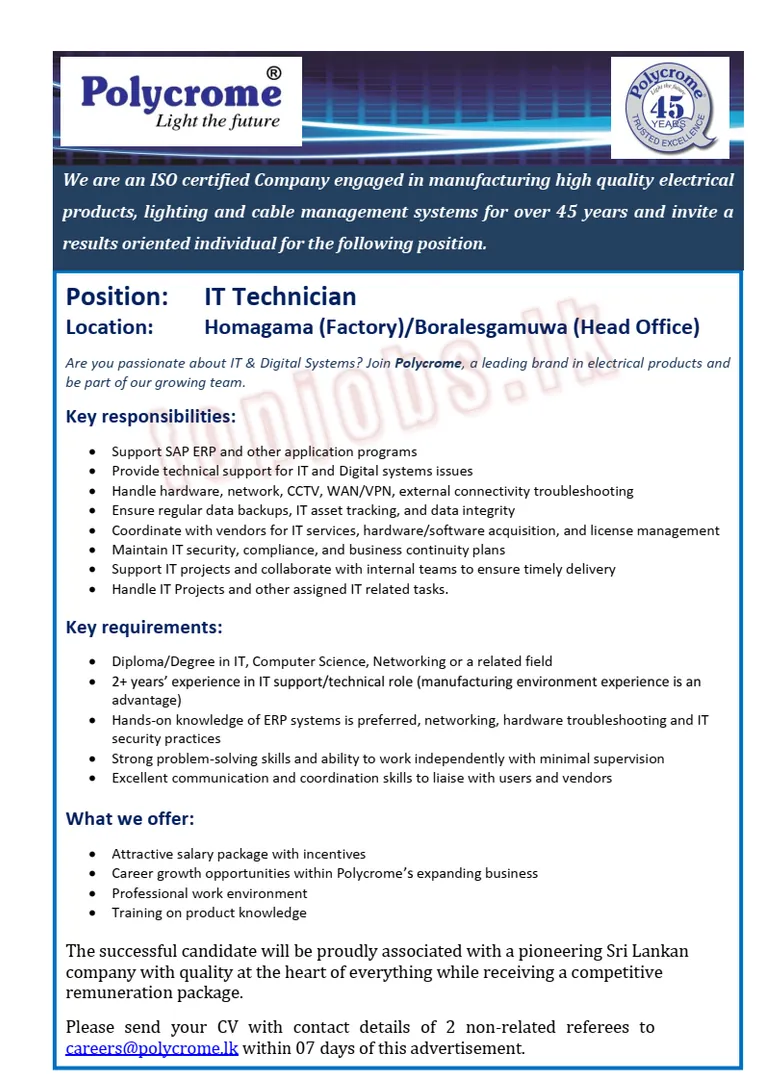 Polycrome®
Light the future
Polycrome
Light the future
45
YEARS
TRUSTED EXCELLENCE
We are an ISO certified Company engaged in manufacturing high quality electrical
products, lighting and cable management systems for over 45 years and invite a
results oriented individual for the following position.
Position: IT Technician
Location: Homagama (Factory)/Boralesgamuwa (Head Office)
Are you passionate about IT & Digital Systems? Join Polycrome, a leading brand in electrical products and
be part of our growing team.
Key responsibilities:
• Support SAP ERP and other application programs
• Provide technical support for IT and Digital systems issues
• Handle hardware, network, CCTV, WAN/VPN, external connectivity troubleshooting
• Ensure regular data backups, IT asset tracking, and data integrity
• Coordinate with vendors for IT services, hardware/software acquisition, and license management
• Maintain IT security, compliance, and business continuity plans
• Support IT projects and collaborate with internal teams to ensure timely delivery
• Handle IT Projects and other assigned IT related tasks.
Key requirements:
• Diploma/Degree in IT, Computer Science, Networking or a related field
• 2+ years’ experience in IT support/technical role (manufacturing environment experience is an
advantage)
• Hands-on knowledge of ERP systems is preferred, networking, hardware troubleshooting and IT
security practices
• Strong problem-solving skills and ability to work independently with minimal supervision
• Excellent communication and coordination skills to liaise with users and vendors
What we offer:
• Attractive salary package with incentives
• Career growth opportunities within Polycrome’s expanding business
• Professional work environment
• Training on product knowledge
The successful candidate will be proudly associated with a pioneering Sri Lankan
company with quality at the heart of everything while receiving a competitive
remuneration package.
Please send your CV with contact details of 2 non-related referees to
careers@polycrome.lk within 07 days of this advertisement.